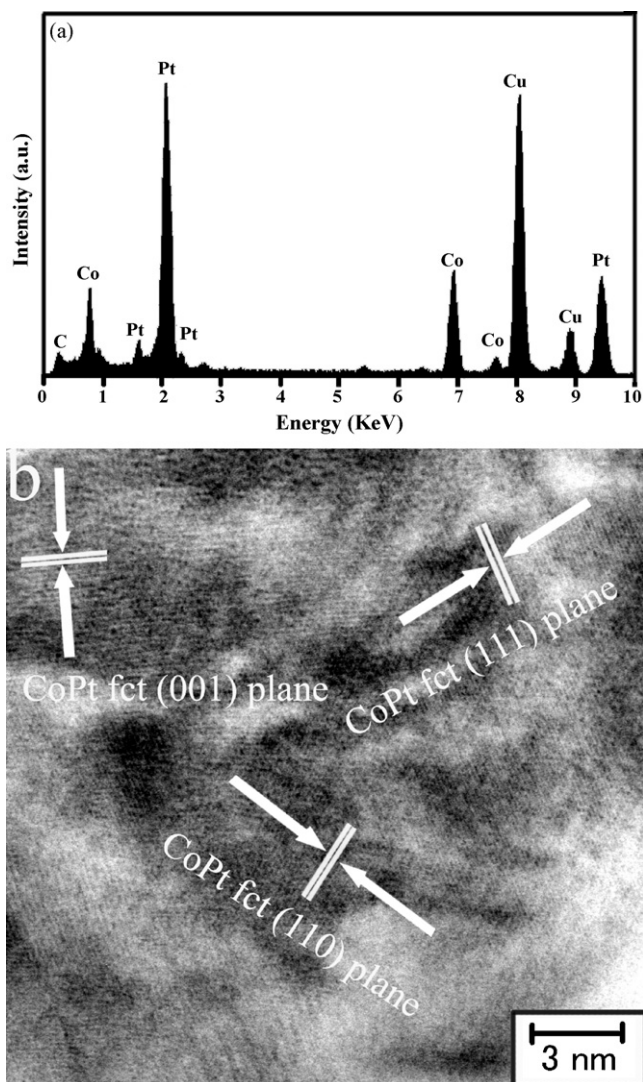 (a)
Pt
Cu
Co
Co
Pt
C
Pt
Pt
Co
Cu
Intensity (a.u.)
0 1 2 3 4 5 6 7 8 9 10
Energy (KeV)
b
CoPt fct (001) plane
CoPt fct (111) plane
CoPt fct (110) plane
3 nm